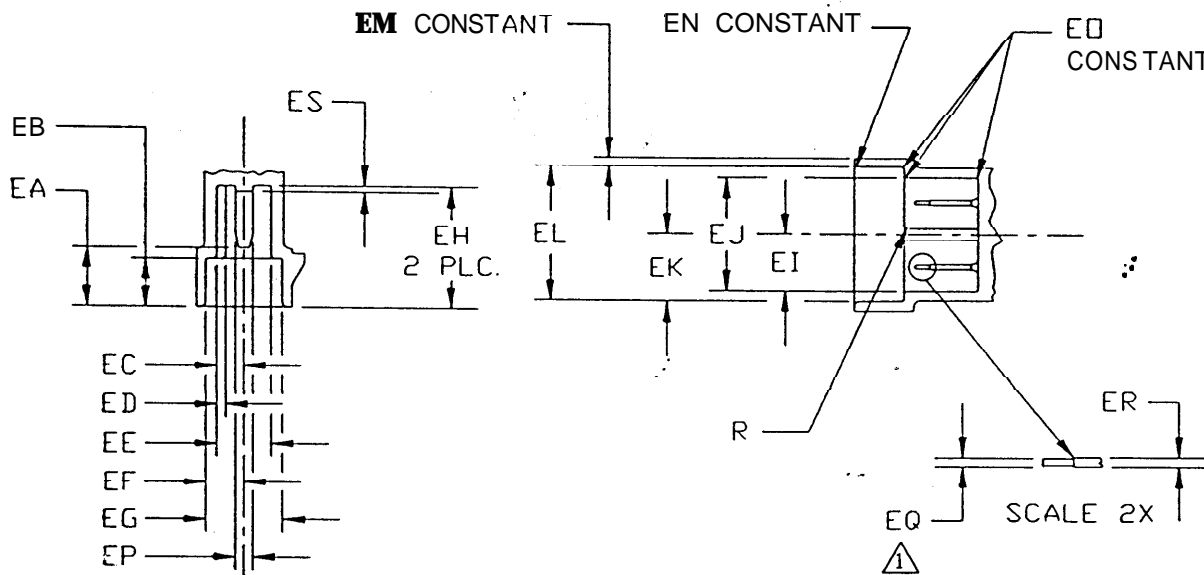 EM CONSTANT
EN CONSTANT
EO
CONSTANT
ES
EB
EA
EH
2 PLC.
EL
EJ
EK
EI
EC
ED
EE
EF
EG
EP
R
ER
EQ
SCALE 2X
1